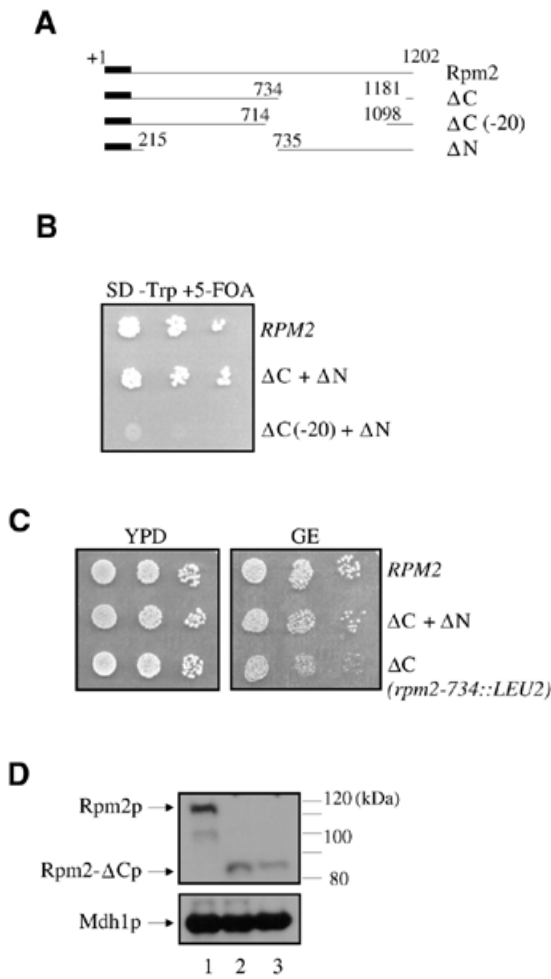 A
+1 1202
Rpm2
734 1181
ΔC
714 1098
ΔC (-20)
215 735
ΔN
B
SD -Trp +5-FOA
RPM2
ΔC + ΔN
ΔC(-20) + ΔN
C
YPD GE
RPM2
ΔC + ΔN
ΔC
(rpm2-734::LEU2)
D
Rpm2p 120 (kDa)
100
Rpm2-ΔCp
80
Mdh1p
1 2 3